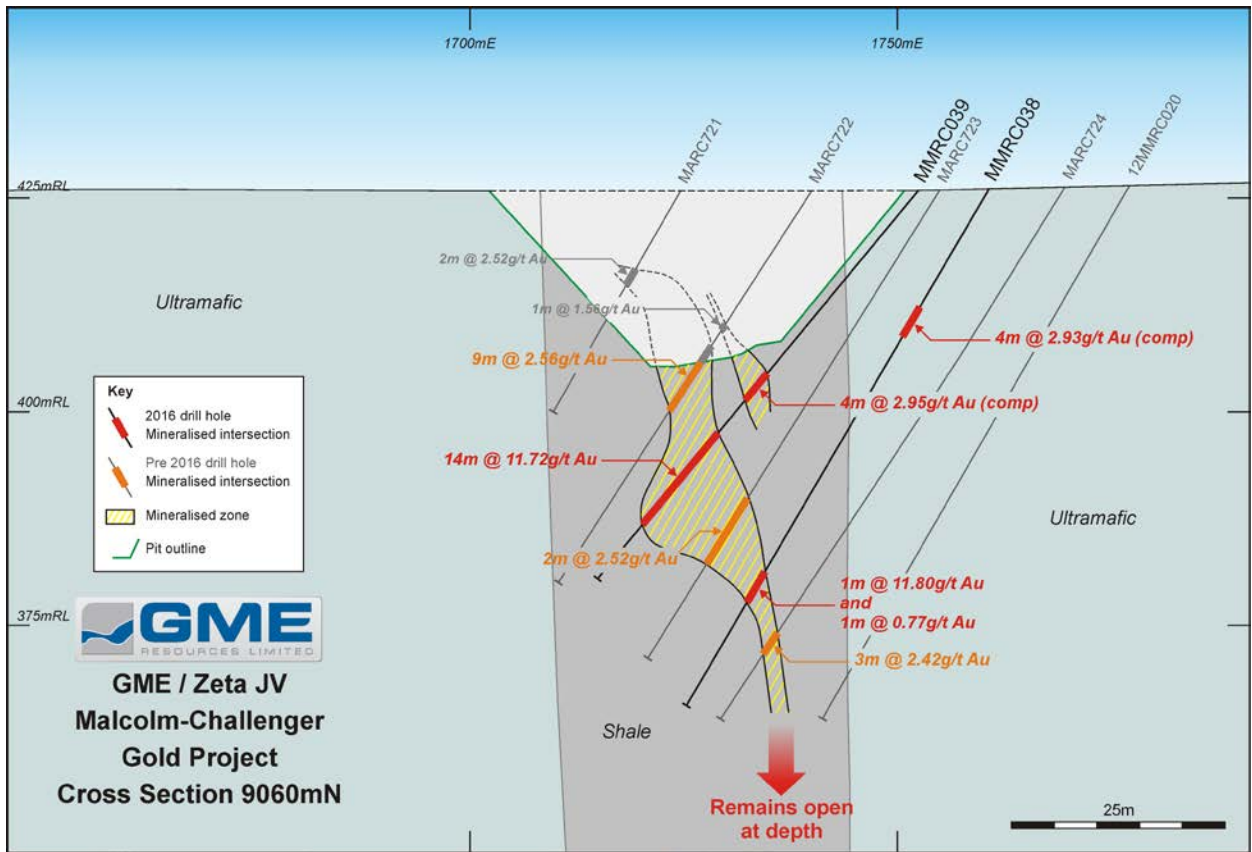 1700mE
1750mE
MARC721
MARC722
MMRC039
MARC723
MMRC038
MARC724
12MMRC020
425mRL
2m @ 2.52g/t Au
1m @ 1.56g/t Au
Ultramafic
4m @ 2.93g/t Au (comp)
9m @ 2.56g/t Au
Key
2016 drill hole
Mineralised intersection
Pre 2016 drill hole
Mineralised intersection
Mineralised zone
Pit outline
400mRL
4m @ 2.95g/t Au (comp)
14m @ 11.72g/t Au
Ultramafic
2m @ 2.52g/t Au
1m @ 11.80g/t Au
and
1m @ 0.77g/t Au
3m @ 2.42g/t Au
375mRL
GME
RESOURCES LIMITED
GME / Zeta JV
Malcolm-Challenger
Gold Project
Cross Section 9060mN
Shale
Remains open
at depth
25m